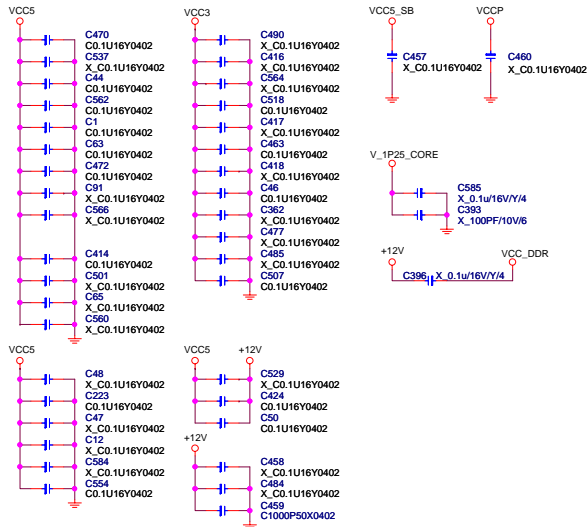 VCC5
C470
C0.1U16Y0402
C537
X_C0.1U16Y0402
C44
C0.1U16Y0402
C562
C0.1U16Y0402
C1
C0.1U16Y0402
C63
C0.1U16Y0402
C472
C0.1U16Y0402
C91
X_C0.1U16Y0402
C566
X_C0.1U16Y0402
C414
C0.1U16Y0402
C501
X_C0.1U16Y0402
C65
X_C0.1U16Y0402
C560
X_C0.1U16Y0402
VCC3
C490
X_C0.1U16Y0402
C416
X_C0.1U16Y0402
C564
X_C0.1U16Y0402
C518
C0.1U16Y0402
C417
X_C0.1U16Y0402
C463
C0.1U16Y0402
C418
X_C0.1U16Y0402
C46
C0.1U16Y0402
C362
X_C0.1U16Y0402
C477
X_C0.1U16Y0402
C485
X_C0.1U16Y0402
C507
C0.1U16Y0402
VCC5_SB
C457
X_C0.1U16Y0402
VCCP
C460
X_C0.1U16Y0402
V_1P25_CORE
C585
X_0.1u/16V/Y/4
C393
X_100PF/10V/6
+12V
VCC_DDR
C396 X_0.1u/16V/Y/4
VCC5
C48
X_C0.1U16Y0402
C223
C0.1U16Y0402
C47
X_C0.1U16Y0402
C12
X_C0.1U16Y0402
C584
X_C0.1U16Y0402
C554
C0.1U16Y0402
VCC5 +12V
C529
X_C0.1U16Y0402
C424
C0.1U16Y0402
C50
C0.1U16Y0402
+12V
C458
X_C0.1U16Y0402
C484
X_C0.1U16Y0402
C459
C1000P50X0402